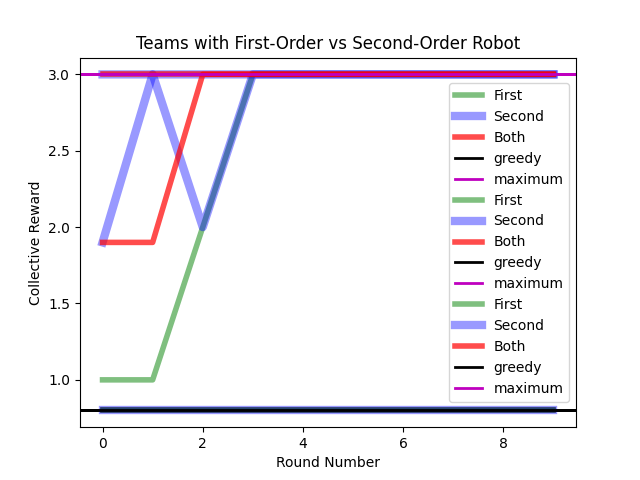 Teams with First-Order vs Second-Order Robot
Collective Reward
3.0
2.5
2.0
1.5
1.0
First
Second
Both
greedy
maximum
First
Second
Both
greedy
maximum
First
Second
Both
greedy
maximum
0
2
4
6
8
Round Number